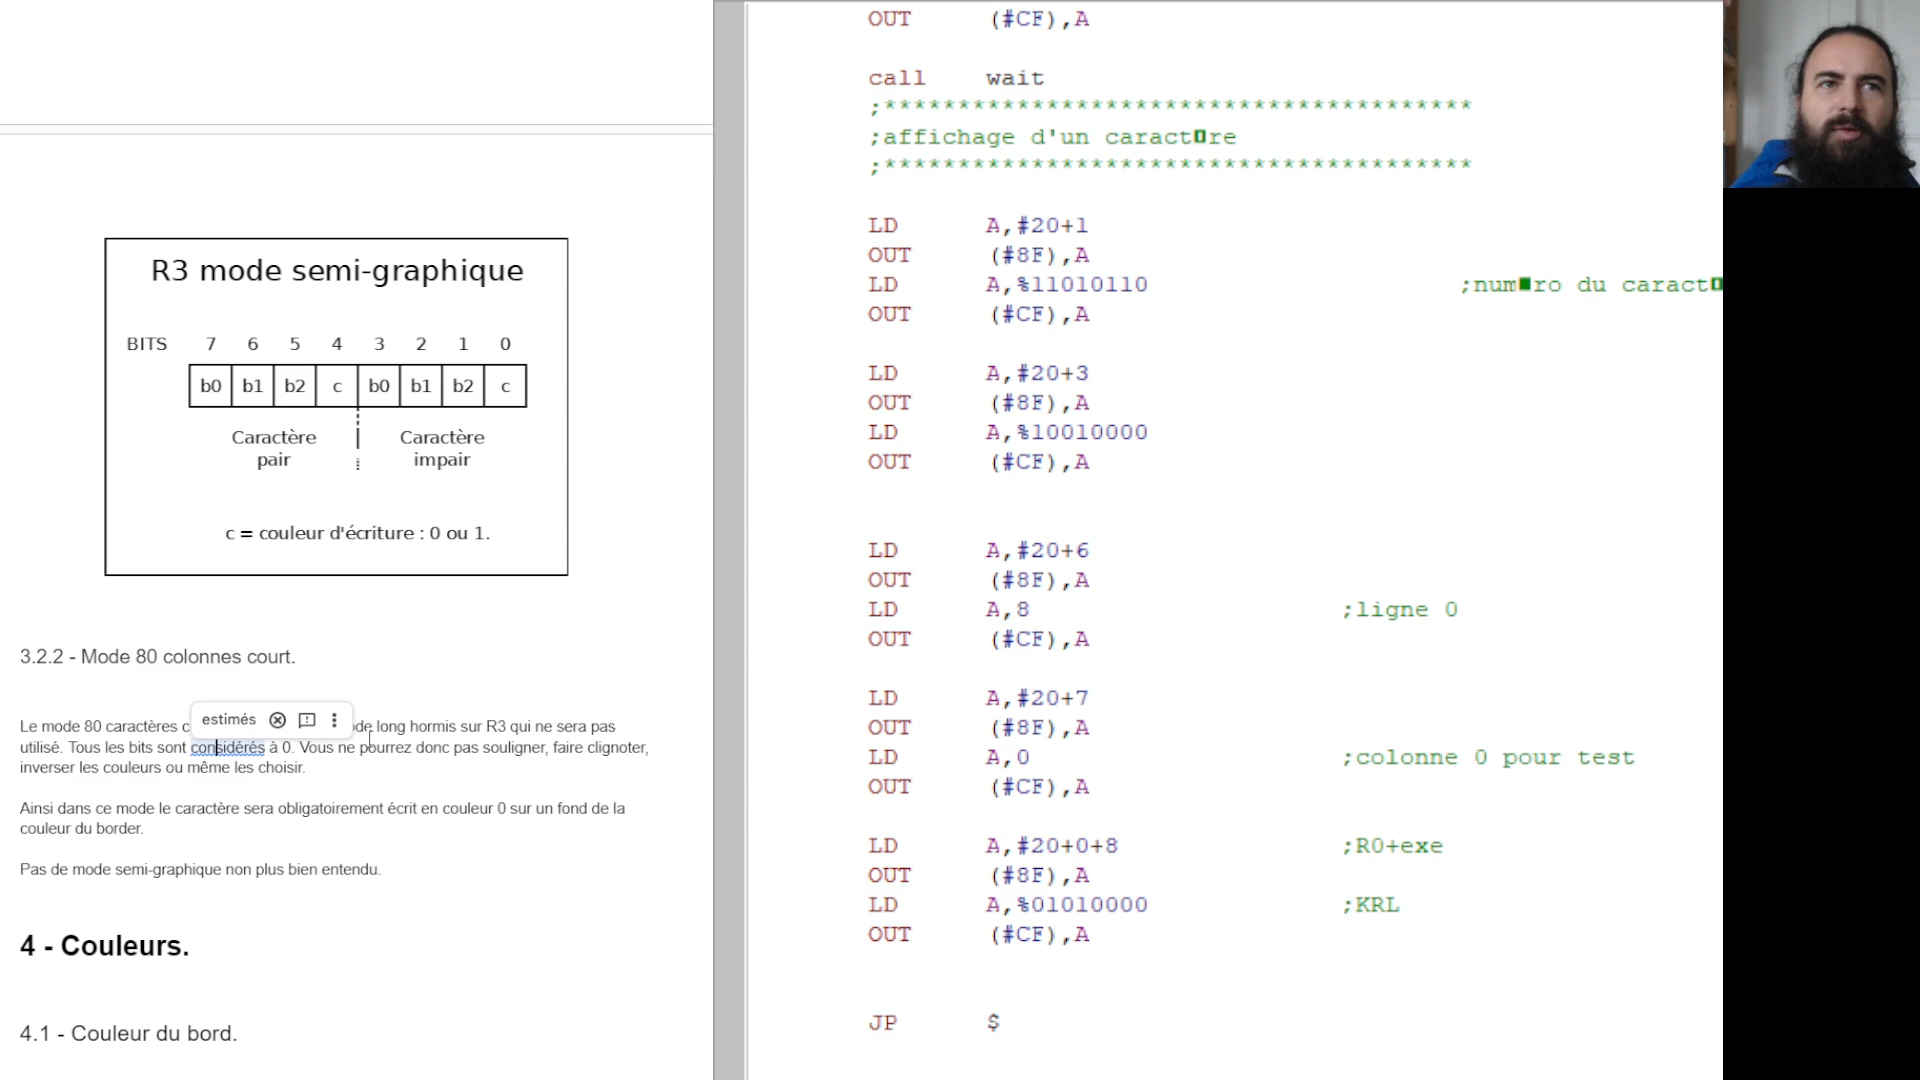 R3 mode semi-graphique
BITS 7 6 5 4 3 2 1 0
b0 b1 b2 c b0 b1 b2 c
Caractère pair
Caractère impair
c = couleur d'écriture : 0 ou 1.
3.2.2 - Mode 80 colonnes court.
estimés
Le mode 80 caractères c de long hormis sur R3 qui ne sera pas
utilisé. Tous les bits sont considérés à 0. Vous ne pourrez donc pas souligner, faire clignoter,
inverser les couleurs ou même les choisir.
Ainsi dans ce mode le caractère sera obligatoirement écrit en couleur 0 sur un fond de la
couleur du border.
Pas de mode semi-graphique non plus bien entendu.
4 - Couleurs.
4.1 - Couleur du bord.
OUT (#CF),A
call wait
;****************************************
;affichage d'un caract▯re
;****************************************
LD A,#20+1
OUT (#8F),A
LD A,%11010110 ;num■ro du caract▯
OUT (#CF),A
LD A,#20+3
OUT (#8F),A
LD A,%10010000
OUT (#CF),A
LD A,#20+6
OUT (#8F),A
LD A,8 ;ligne 0
OUT (#CF),A
LD A,#20+7
OUT (#8F),A
LD A,0 ;colonne 0 pour test
OUT (#CF),A
LD A,#20+0+8 ;R0+exe
OUT (#8F),A
LD A,%01010000 ;KRL
OUT (#CF),A
JP $